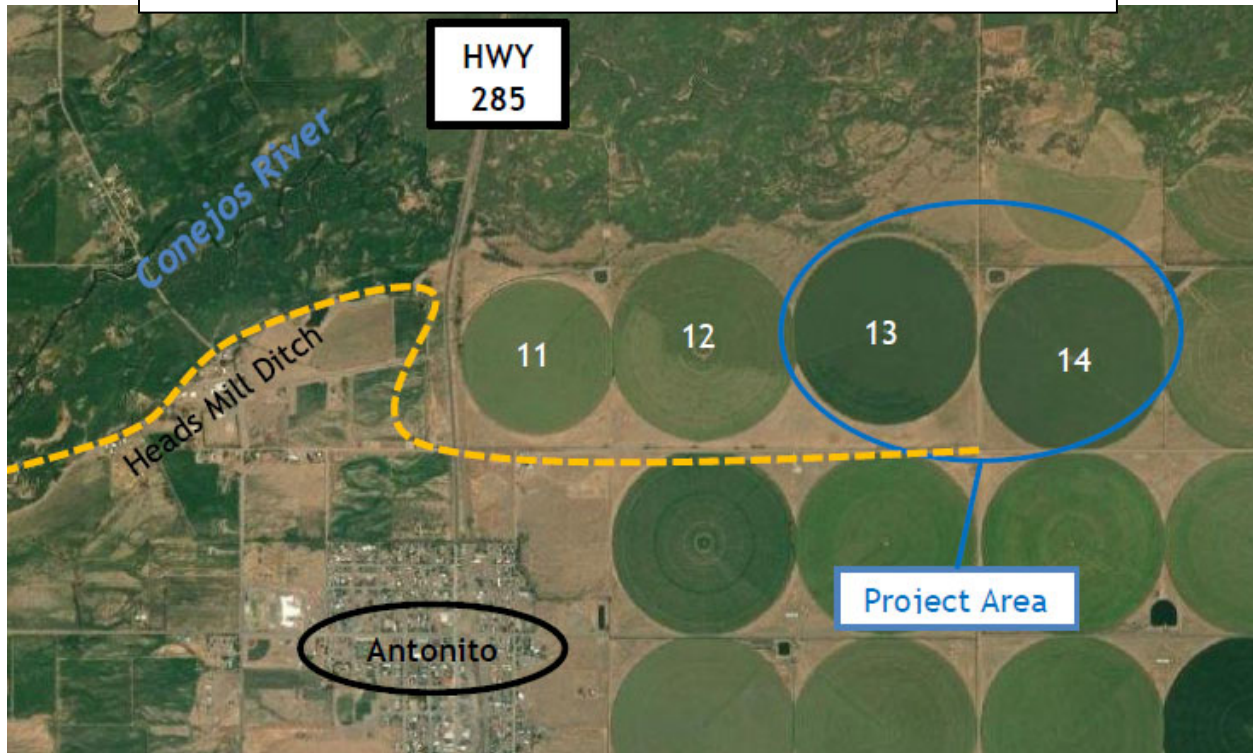 HWY
285
Conejos River
Heads Mill Ditch
11
12
13
14
Project Area
Antonito